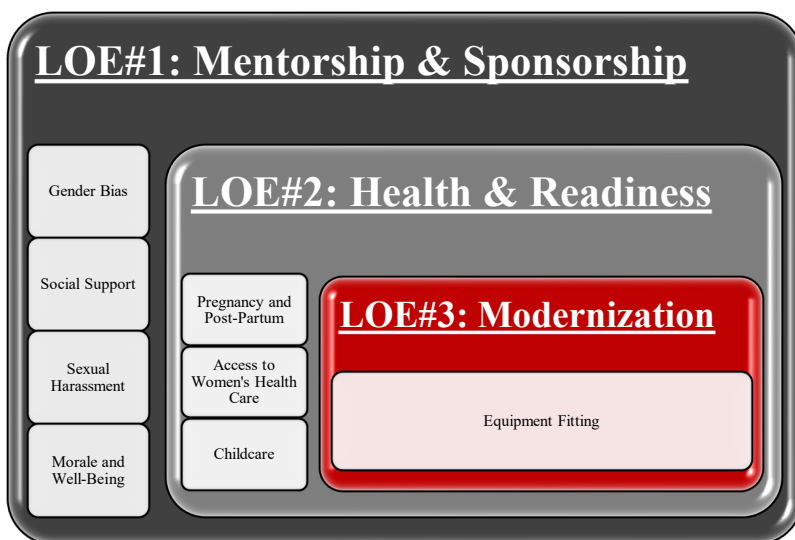 LOE#1: Mentorship & Sponsorship
Gender Bias
Social Support
Sexual
Harassment
Morale and
Well-Being
LOE#2: Health & Readiness
Pregnancy and
Post-Partum
Access to
Women's Health
Care
Childcare
LOE#3: Modernization
Equipment Fitting